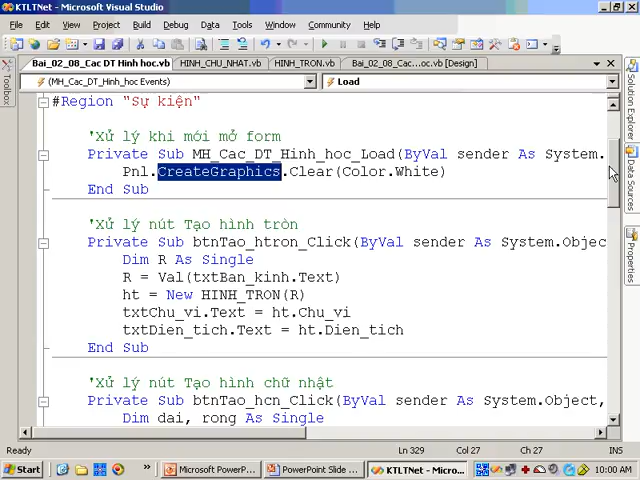 KTLTNet - Microsoft Visual Studio
File Edit View Project Build Debug Data Tools Window Community Help
Bai_02_08_Cac DT Hinh hoc.vb HINH_CHU_NHAT.vb HINH_TRON.vb Bai_02_08_Cac...oc.vb [Design]
(MH_Cac_DT_Hinh_hoc Events) Load
Toolbox
Solution Explorer
Data Sources
Properties
#Region "Sự kiện"
'Xử lý khi mới mở form
Private Sub MH_Cac_DT_Hinh_hoc_Load(ByVal sender As System.
Pnl.CreateGraphics.Clear(Color.White)
End Sub
'Xử lý nút Tạo hình tròn
Private Sub btnTao_htron_Click(ByVal sender As System.Objec
Dim R As Single
R = Val(txtBan_kinh.Text)
ht = New HINH_TRON(R)
txtChu_vi.Text = ht.Chu_vi
txtDien_tich.Text = ht.Dien_tich
End Sub
'Xử lý nút Tạo hình chữ nhật
Private Sub btnTao_hcn_Click(ByVal sender As System.Object,
Dim dai, rong As Single
Ready Ln 329 Col 27 Ch 27 INS
Start Microsoft PowerP... PowerPoint Slide ... KTLTNet - Micros... 10:00 AM